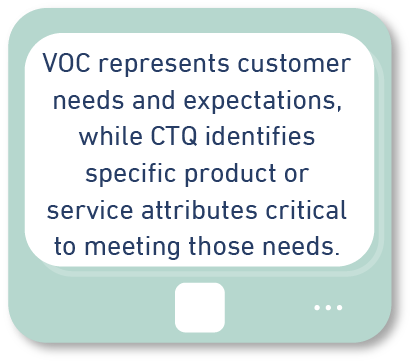 VOC represents customer
needs and expectations,
while CTQ identifies
specific product or
service attributes critical
to meeting those needs.